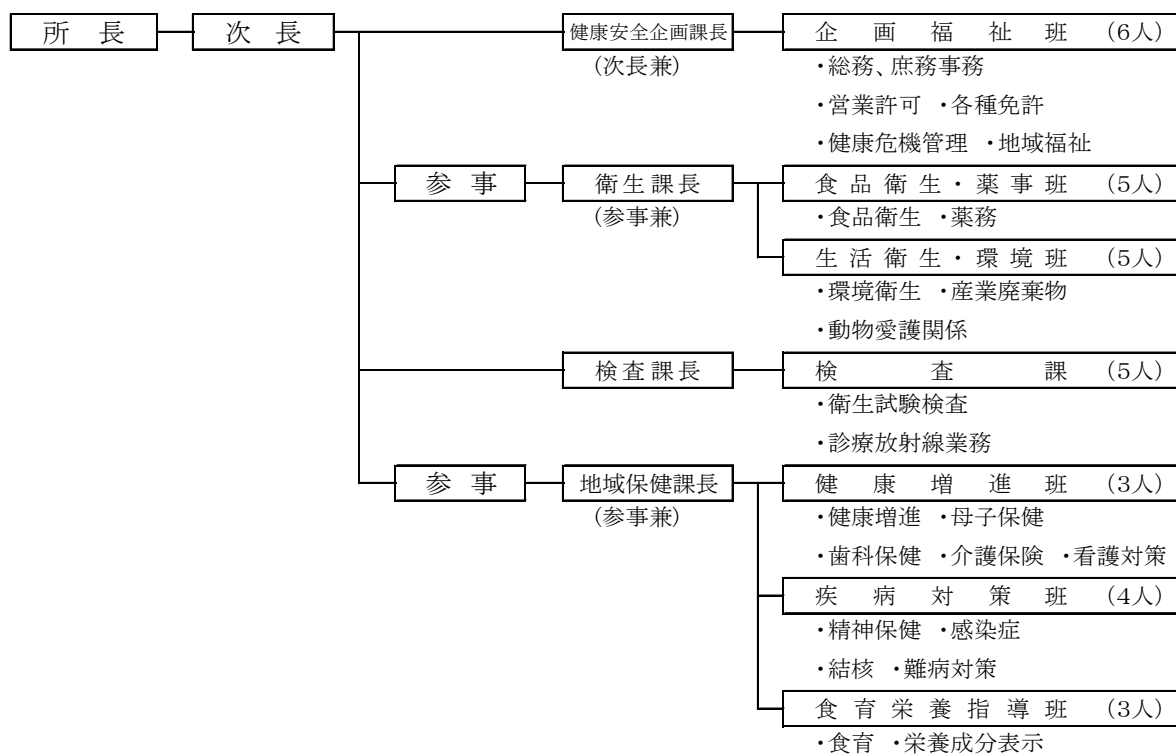 所長 次長 健康安全企画課長 企画福祉班 (6人)
(次長兼) ・総務、庶務事務
・営業許可 ・各種免許
・健康危機管理 ・地域福祉
参事 衛生課長 食品衛生・薬事班 (5人)
(参事兼) ・食品衛生 ・薬務
生活衛生・環境班 (5人)
・環境衛生 ・産業廃棄物
・動物愛護関係
検査課長 検査課 (5人)
・衛生試験検査
・診療放射線業務
参事 地域保健課長 健康増進班 (3人)
(参事兼) ・健康増進 ・母子保健
・歯科保健 ・介護保険 ・看護対策
疾病対策班 (4人)
・精神保健 ・感染症
・結核 ・難病対策
食育栄養指導班 (3人)
・食育 ・栄養成分表示